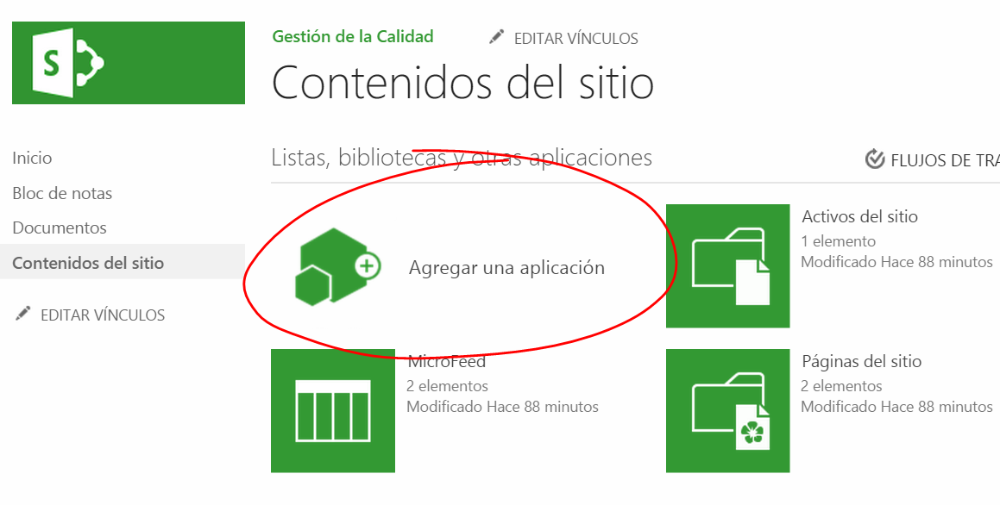 S
Gestión de la Calidad
EDITAR VÍNCULOS
Contenidos del sitio
Inicio
Bloc de notas
Documentos
Contenidos del sitio
EDITAR VÍNCULOS
Listas, bibliotecas y otras aplicaciones
FLUJOS DE TRA
Agregar una aplicación
Activos del sitio
1 elemento
Modificado Hace 88 minutos
MicroFeed
2 elementos
Modificado Hace 88 minutos
Páginas del sitio
2 elementos
Modificado Hace 88 minutos